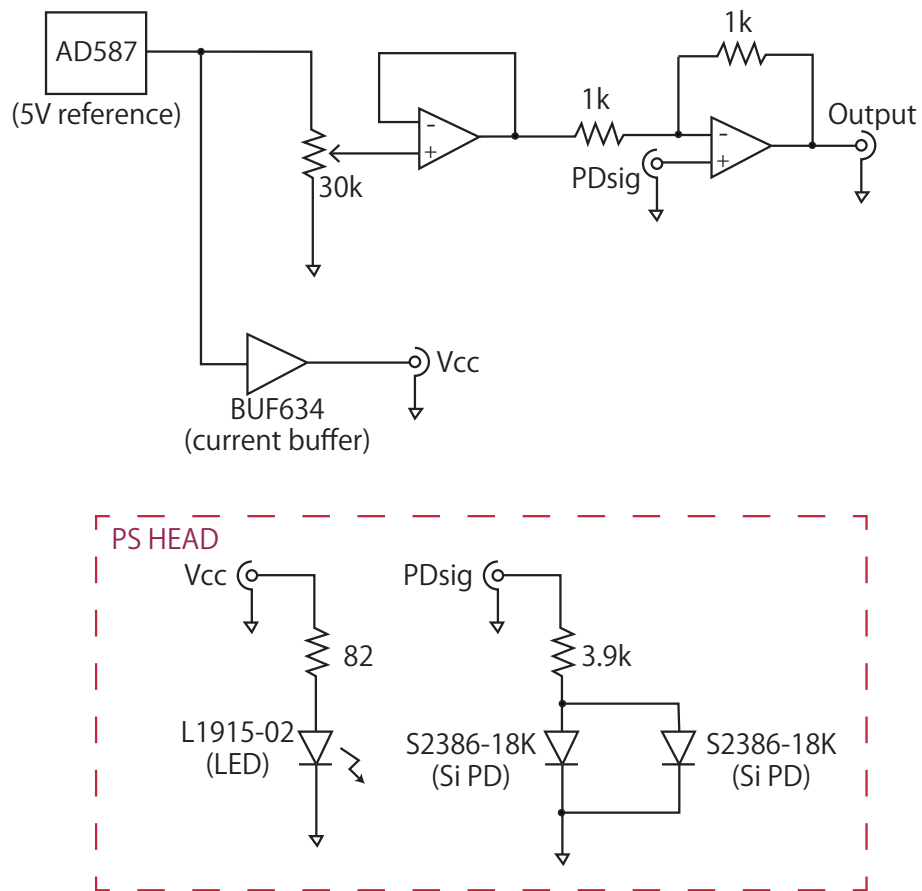 AD587
(5V reference)
30k
-
+
1k
1k
-
+
PDsig
Output
BUF634
(current buffer)
Vcc
PS HEAD
Vcc
82
L1915-02
(LED)
PDsig
3.9k
S2386-18K
(Si PD)
S2386-18K
(Si PD)